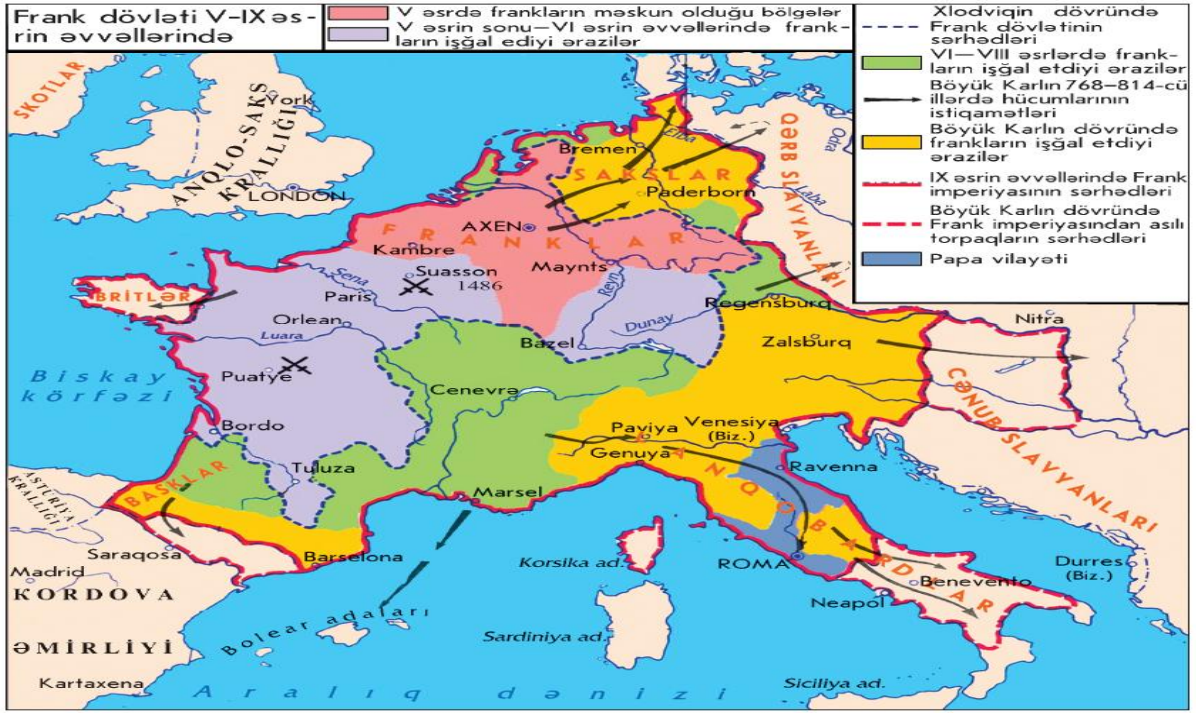 Frank dövləti V-IX əs-
rin əvvəllərində
V əsrdə frankların məskun olduğu bölgələr
V əsrin sonu—VI əsrin əvvəllərində frank-
ların işğal ediyi ərazilər
Xlodviqin dövründə
Frank dövlətinin
sərhədləri
VI—VIII əsrlərdə frank-
ların işğal etdiyi ərazilər
Böyük Karlın 768—814-cü
illərdə hücumlarının
istiqamətləri
Böyük Karlın dövründə
frankların işğal etdiyi
ərazilər
IX əsrin əvvəllərində Frank
imperiyasının sərhədləri
Böyük Karlın dövründə
Frank imperiyasından asılı
torpaqların sərhədləri
Papa vilayəti
SKOTLAR
York
ANQLO-SAKS
KRALLIĞI
LONDON
Bremen
Elba
SAKSLAR
Paderborn
QƏRB SLAVYANLARI
Odra
Laba
AXEN
FRANKLAR
Kambre
Maynts
Suasson
1486
Sena
Paris
Reyn
BRİTLƏR
Orlean
Luara
Regensburq
Dunay
Bazel
Zalsburq
Nitra
Puatye
Biskay
körfəzi
Cenevrə
CƏNUB SLAVYANLARI
Bordo
Paviya
Venesiya
(Biz.)
Genuya
LANQOBARDLAR
Ravenna
Tuluza
BASKLAR
Marsel
ASTURİYA
KRALLIĞI
Saraqosa
Barselona
Madrid
KORDOVA
ƏMİRLİYİ
Kartaxena
Bolear adaları
Korsika ad.
ROMA
Benevento
Neapol
Durres
(Biz.)
Sardiniya ad.
Aralıq dənizi
Siciliya ad.